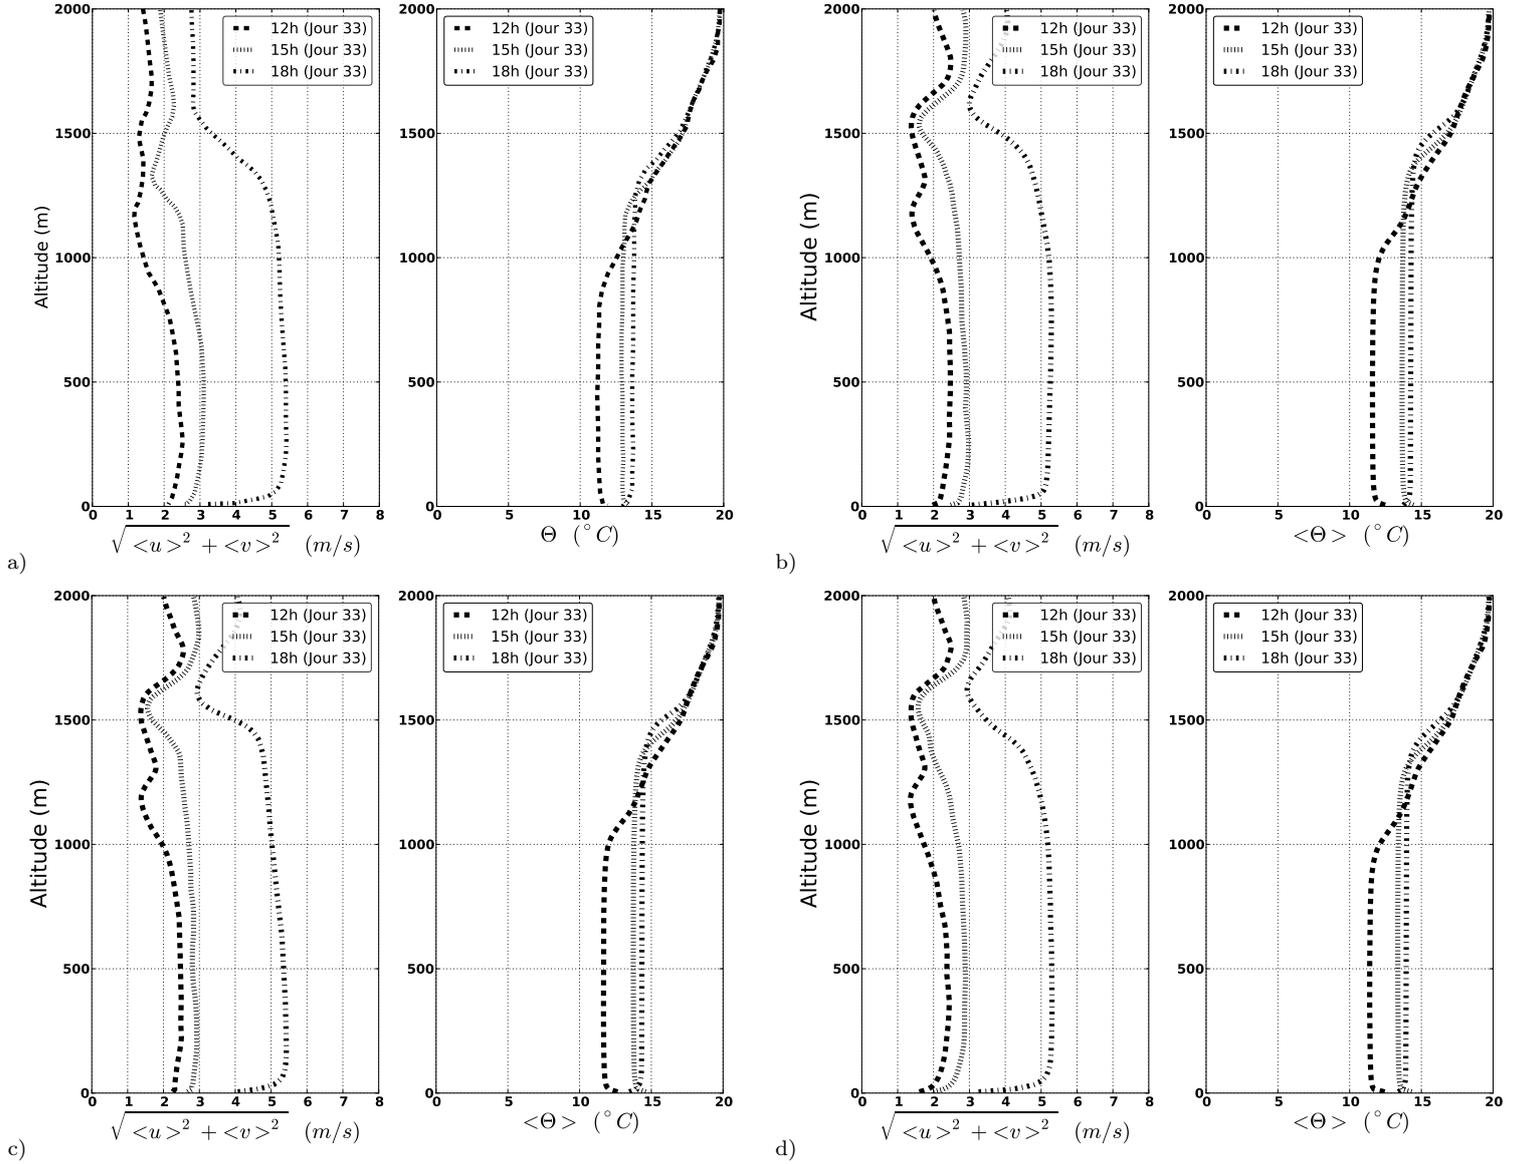 12h (Jour 33)
15h (Jour 33)
18h (Jour 33)
2000
1500
1000
500
0
Altitude (m)
0 1 2 3 4 5 6 7 8
√<u>² + <v>² (m/s)
12h (Jour 33)
15h (Jour 33)
18h (Jour 33)
2000
1500
1000
500
0
0 5 10 15 20
Θ (°C)
a)
12h (Jour 33)
15h (Jour 33)
18h (Jour 33)
2000
1500
1000
500
0
Altitude (m)
0 1 2 3 4 5 6 7 8
√<u>² + <v>² (m/s)
12h (Jour 33)
15h (Jour 33)
18h (Jour 33)
2000
1500
1000
500
0
0 5 10 15 20
<Θ> (°C)
b)
12h (Jour 33)
15h (Jour 33)
18h (Jour 33)
2000
1500
1000
500
0
Altitude (m)
0 1 2 3 4 5 6 7 8
√<u>² + <v>² (m/s)
12h (Jour 33)
15h (Jour 33)
18h (Jour 33)
2000
1500
1000
500
0
0 5 10 15 20
<Θ> (°C)
c)
12h (Jour 33)
15h (Jour 33)
18h (Jour 33)
2000
1500
1000
500
0
Altitude (m)
0 1 2 3 4 5 6 7 8
√<u>² + <v>² (m/s)
12h (Jour 33)
15h (Jour 33)
18h (Jour 33)
2000
1500
1000
500
0
0 5 10 15 20
<Θ> (°C)
d)